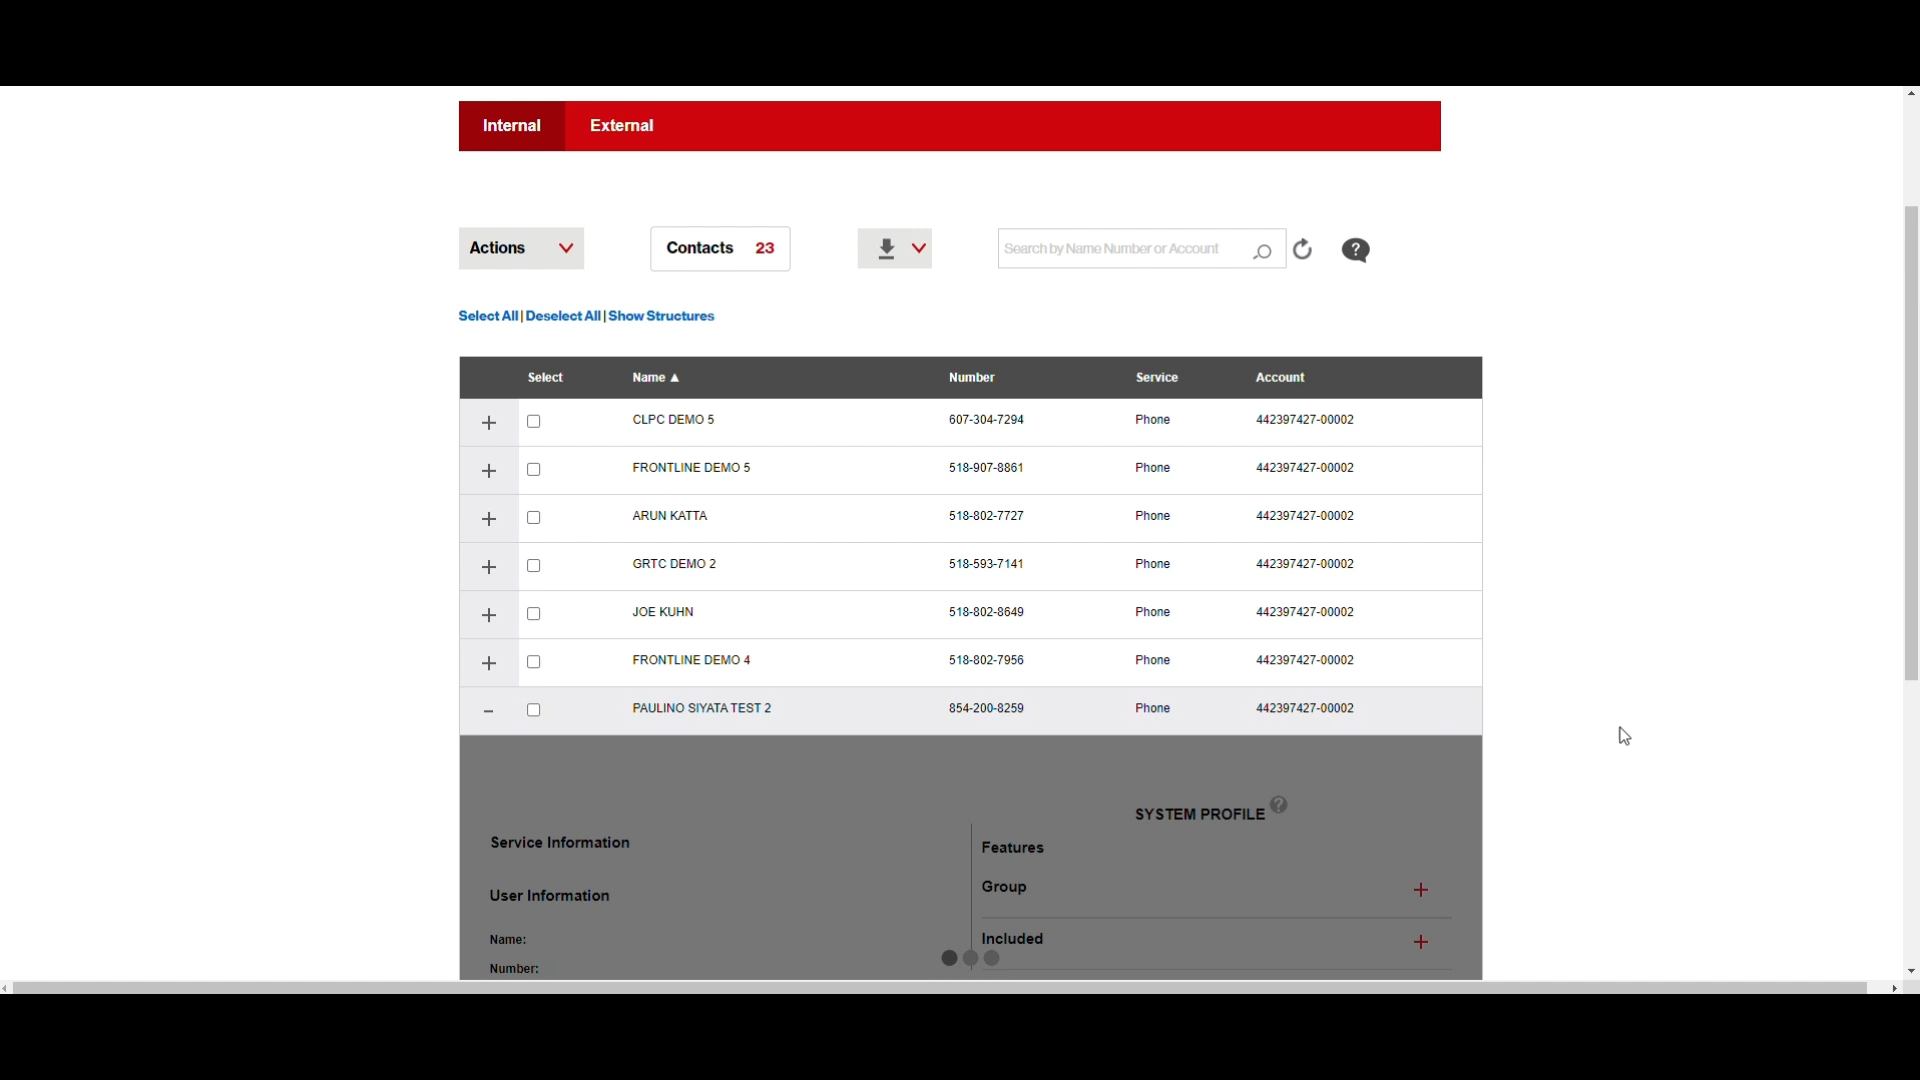 Internal External
Actions Contacts 23 Search by Name Number or Account ?
Select All | Deselect All | Show Structures
Select Name ▲ Number Service Account
+ CLPC DEMO 5 607-304-7294 Phone 442397427-00002
+ FRONTLINE DEMO 5 518-907-8861 Phone 442397427-00002
+ ARUN KATTA 518-802-7727 Phone 442397427-00002
+ GRTC DEMO 2 518-593-7141 Phone 442397427-00002
+ JOE KUHN 518-802-8649 Phone 442397427-00002
+ FRONTLINE DEMO 4 518-802-7956 Phone 442397427-00002
− PAULINO SIYATA TEST 2 854-200-8259 Phone 442397427-00002
SYSTEM PROFILE ?
Service Information
Features
Group +
User Information
Included +
Name:
Number: